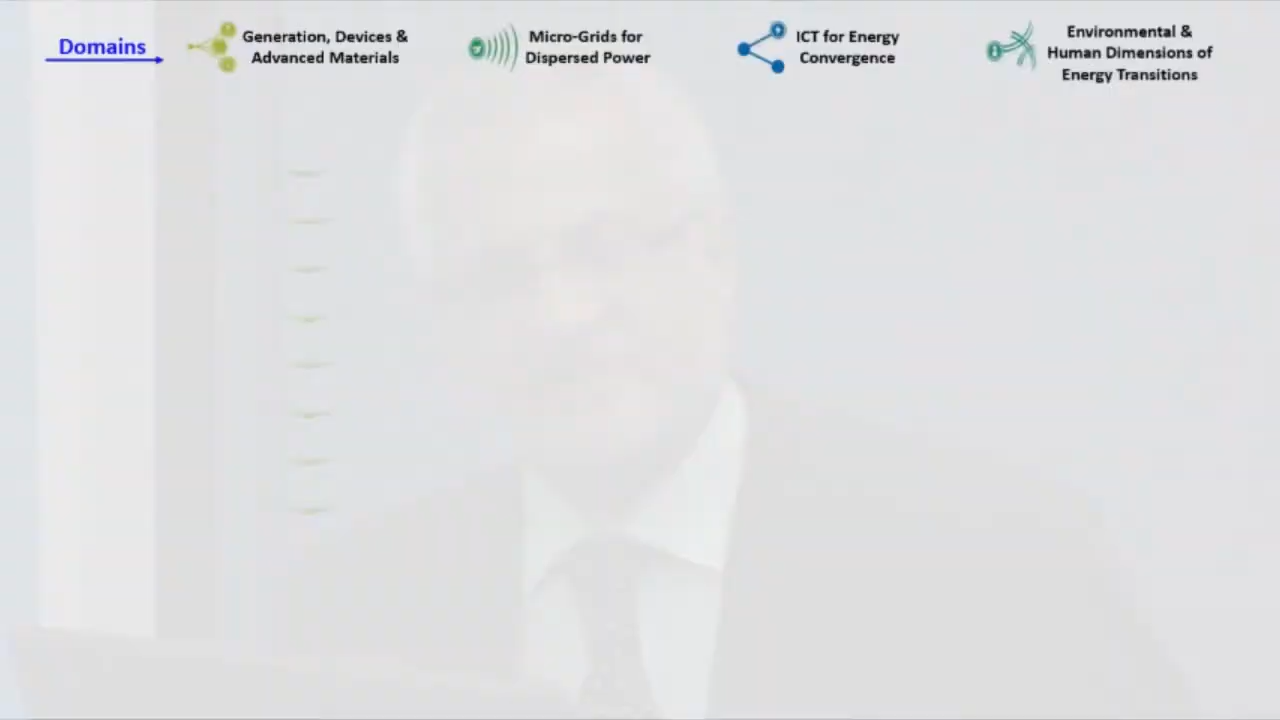 Domains
Generation, Devices &
Advanced Materials
Micro-Grids for
Dispersed Power
ICT for Energy
Convergence
Environmental &
Human Dimensions of
Energy Transitions